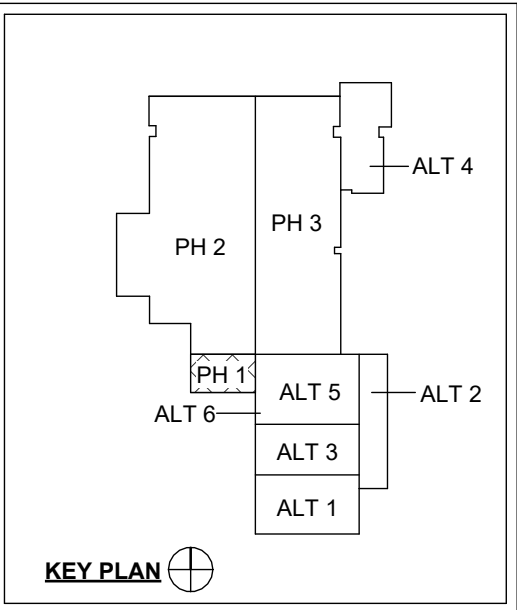 ALT 4
PH 3
PH 2
PH 1
ALT 5
ALT 2
ALT 6
ALT 3
ALT 1
KEY PLAN